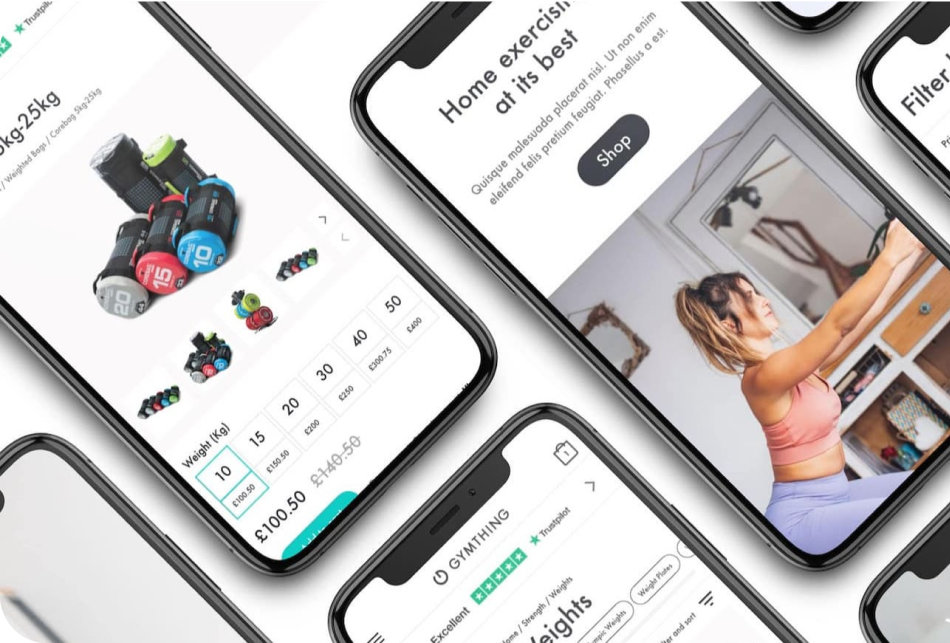 Trustpilot
5kg-25kg
/ Weighted Bags / Corebag 5kg-25kg
20
15
10
Weight (Kg)
10
£100.50
15
£150.50
20
£200
30
£250
40
£300.75
50
£400
£100.50 £140.50
Home exercising
at its best
Quisque malesuada placerat nisl. Ut non enim
eleifend felis pretium feugiat. Phasellus a est.
Shop
1
GYMTHING
Excellent
Trustpilot
Home / Strength / Weights
Weights
Weight Plates
Weights
and sort
Filter